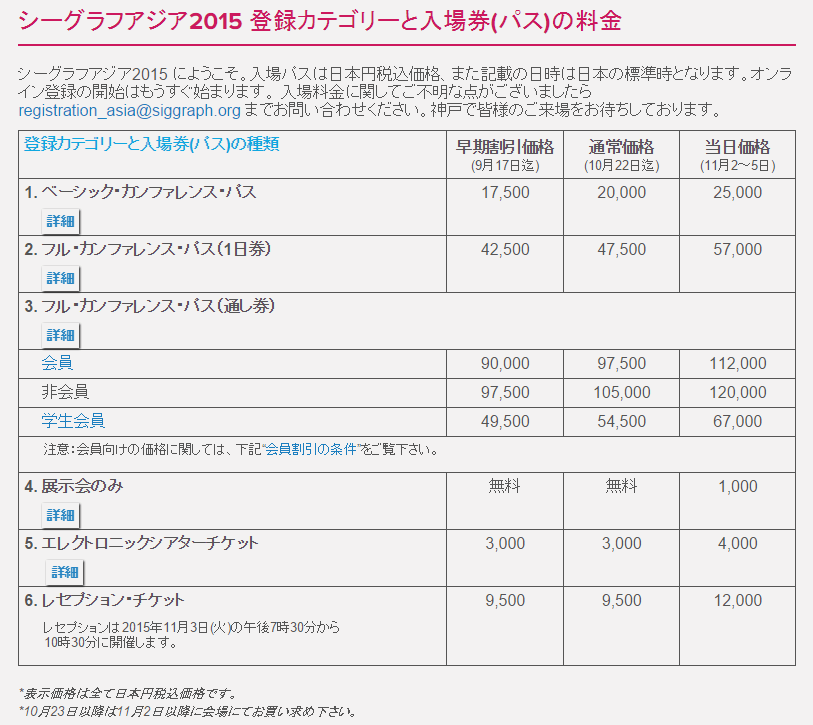 シーグラフアジア2015 登録カテゴリーと入場券(パス)の料金
シーグラフアジア2015 にようこそ。入場パスは日本円税込価格、また記載の日時は日本の標準時となります。オンラ
イン登録の開始はもうすぐ始まります。 入場料金に関してご不明な点がございましたら
registration_asia@siggraph.org までお問い合わせください。神戸で皆様のご来場をお待ちしております。
登録カテゴリーと入場券(パス)の種類 早期割引価格 通常価格 当日価格
(9月17日迄) (10月22日迄) (11月2～5日)
1. ベーシック・カンファレンス・パス 17,500 20,000 25,000
詳細
2. フル・カンファレンス・パス（1日券） 42,500 47,500 57,000
詳細
3. フル・カンファレンス・パス（通し券）
詳細
会員 90,000 97,500 112,000
非会員 97,500 105,000 120,000
学生会員 49,500 54,500 67,000
注意：会員向けの価格に関しては、下記“会員割引の条件”をご覧下さい。
4. 展示会のみ 無料 無料 1,000
詳細
5. エレクトロニックシアターチケット 3,000 3,000 4,000
詳細
6. レセプション・チケット 9,500 9,500 12,000
レセプションは 2015年11月3日(火)の午後7時30分から
10時30分に開催します。
*表示価格は全て日本円税込価格です。
*10月23日以降は11月2日以降に会場にてお買い求め下さい。